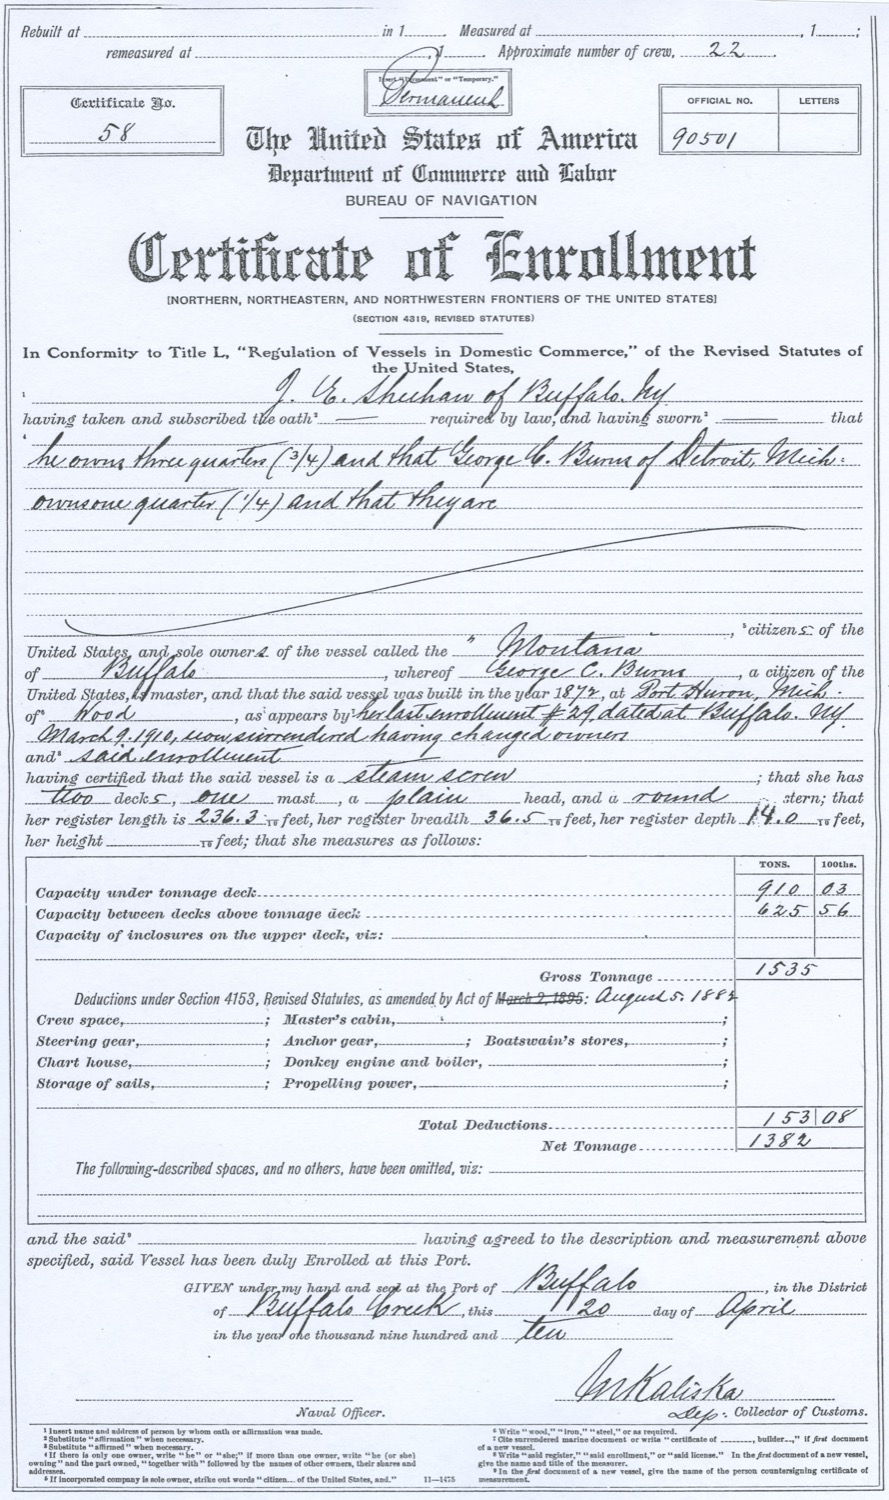 Rebuilt at in 1 Measured at , 1 ;
remeasured at , 1 Approximate number of crew, 22
Insert "Permanent" or "Temporary."
Permanent
Certificate No.
58
OFFICIAL NO. LETTERS
90501
The United States of America
Department of Commerce and Labor
BUREAU OF NAVIGATION
Certificate of Enrollment
[NORTHERN, NORTHEASTERN, AND NORTHWESTERN FRONTIERS OF THE UNITED STATES]
(SECTION 4319, REVISED STATUTES)
In Conformity to Title L, "Regulation of Vessels in Domestic Commerce," of the Revised Statutes of
the United States,
1 J. E. Sheehan of Buffalo. Ny
having taken and subscribed the oath2 required by law, and having sworn3 that
4
he owns three quarters (3/4) and that George C. Burns of Detroit, Mich.
owns one quarter (1/4) and that they are
, 5citizens of the
United States, and sole owners of the vessel called the "Montana"
of Buffalo , whereof George C. Burns , a citizen of the
United States, is master, and that the said vessel was built in the year 1872, at Port Huron, Mich.
of6 Wood , as appears by7 her last enrollment # 29, dated at Buffalo. Ny
March 9. 1910, now surrendered having changed owners
and8 said enrollment
having certified that the said vessel is a steam screw ; that she has
two decks, one mast , a plain head, and a round stern; that
her register length is 236.3 10 feet, her register breadth 36.5 10 feet, her register depth 14.0 10 feet,
her height 10 feet; that she measures as follows:
TONS. 100ths.
Capacity under tonnage deck 910 03
Capacity between decks above tonnage deck 625 56
Capacity of inclosures on the upper deck, viz:
Gross Tonnage 1535
Deductions under Section 4153, Revised Statutes, as amended by Act of March 2, 1895: August 5. 1882
Crew space, ; Master's cabin, ;
Steering gear, ; Anchor gear, ; Boatswain's stores, ;
Chart house, ; Donkey engine and boiler, ;
Storage of sails, ; Propelling power, ;
Total Deductions 153 08
Net Tonnage 1382
The following-described spaces, and no others, have been omitted, viz:
and the said9 having agreed to the description and measurement above
specified, said Vessel has been duly Enrolled at this Port.
GIVEN under my hand and seal at the Port of Buffalo , in the District
of Buffalo Creek , this 20 day of April
in the year one thousand nine hundred and ten
MKaliska
Naval Officer. Dep. Collector of Customs.
1 Insert name and address of person by whom oath or affirmation was made.
2 Substitute "affirmation" when necessary.
3 Substitute "affirmed" when necessary.
4 If there is only one owner, write "he" or "she;" if more than one owner, write "he (or she)
owning" and the part owned, "together with" followed by the names of other owners, their shares and
addresses.
5 If incorporated company is sole owner, strike out words "citizen... of the United States, and." 11—1475
6 Write "wood," "iron," "steel," or as required.
7 Cite surrendered marine document or write "certificate of ......., builder..," if first document
of a new vessel.
8 Write "said register," "said enrollment," or "said license." In the first document of a new vessel,
give the name and title of the measurer.
9 In the first document of a new vessel, give the name of the person countersigning certificate of
measurement.